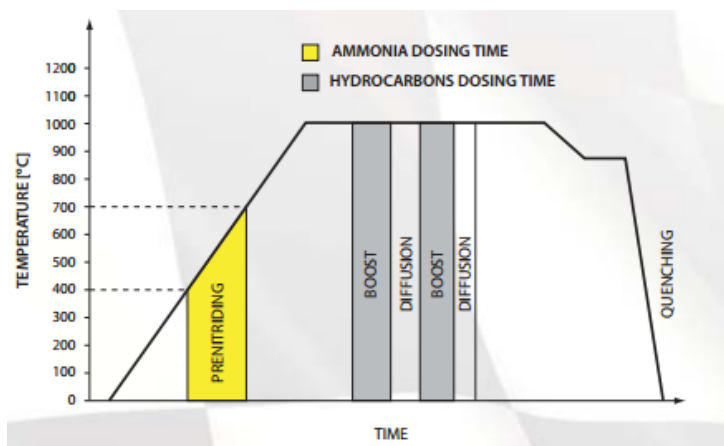 AMMONIA DOSING TIME
HYDROCARBONS DOSING TIME
TEMPERATURE [°C]
1200
1100
1000
900
800
700
600
500
400
300
200
100
0
PRENITRIDING
BOOST
DIFFUSION
BOOST
DIFFUSION
QUENCHING
TIME